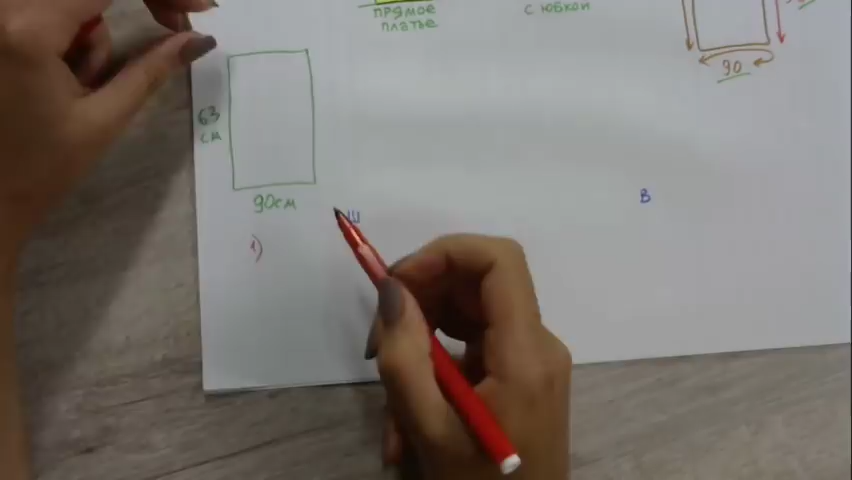 прямое
платье
с юбкой
90
63
см
90см
Ш
В
1)